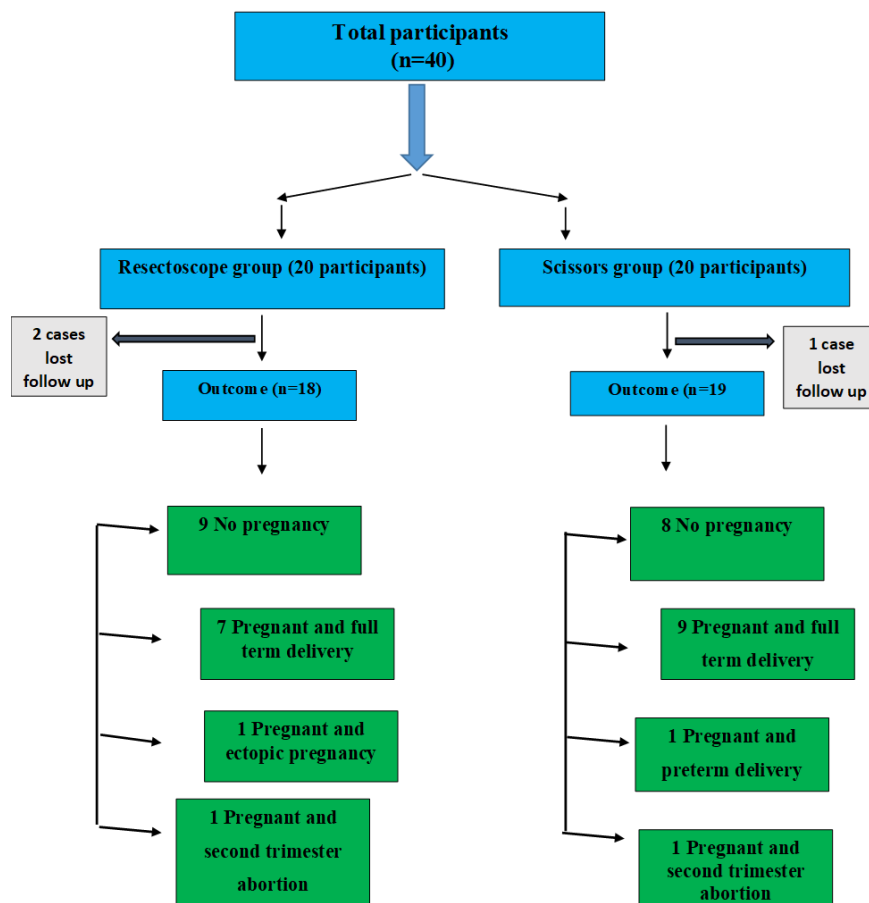 Total participants
(n=40)
Resectoscope group (20 participants)
Scissors group (20 participants)
2 cases
lost
follow up
1 case
lost
follow up
Outcome (n=18)
Outcome (n=19
9 No pregnancy
8 No pregnancy
7 Pregnant and full
term delivery
9 Pregnant and full
term delivery
1 Pregnant and
ectopic pregnancy
1 Pregnant and
preterm delivery
1 Pregnant and
second trimester
abortion
1 Pregnant and
second trimester
abortion